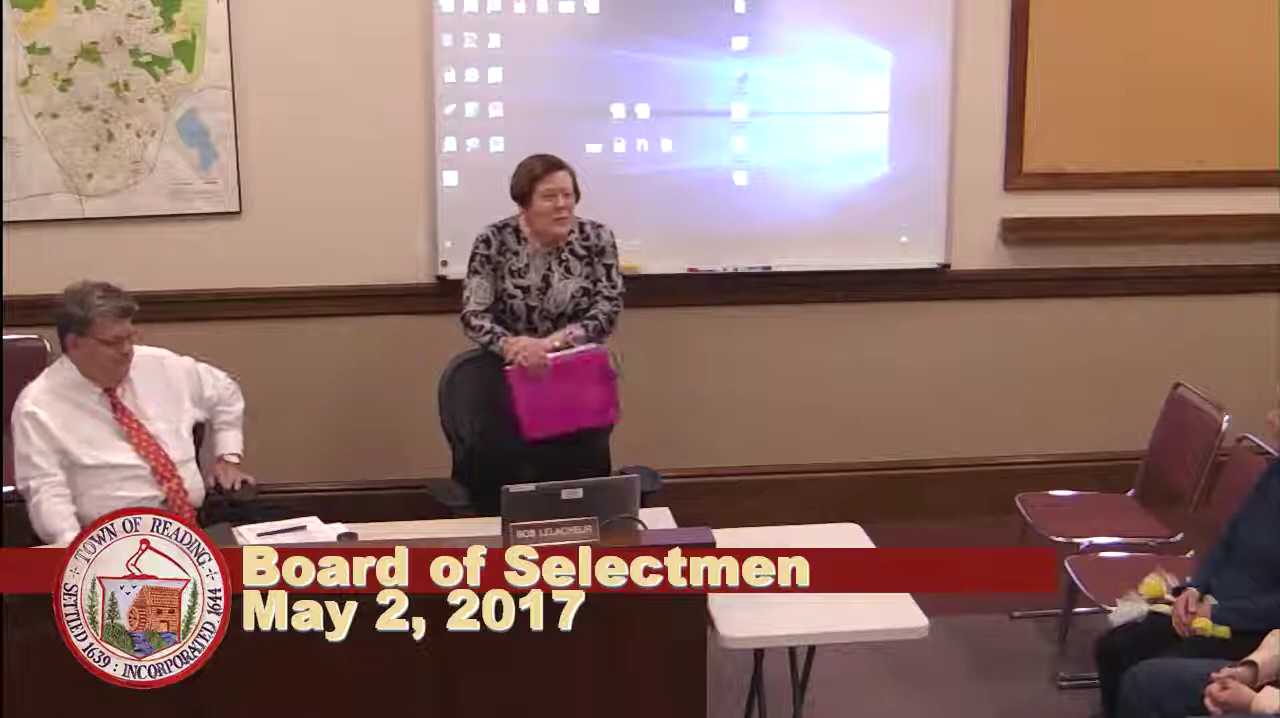 BOB LELACHEUR
TOWN OF READING
SETTLED 1639 : INCORPORATED 1644
Board of Selectmen
May 2, 2017